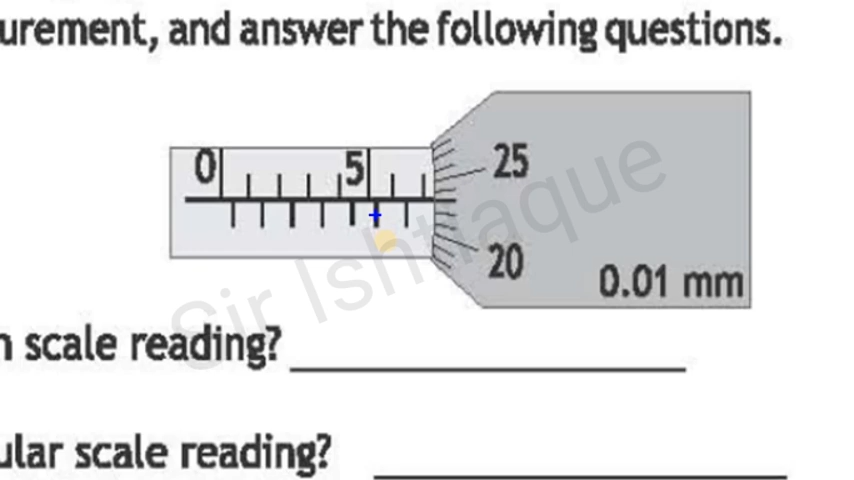 urement, and answer the following questions.
0 5 25
20
0.01 mm
Sir Ishtiaque
n scale reading?
ular scale reading?